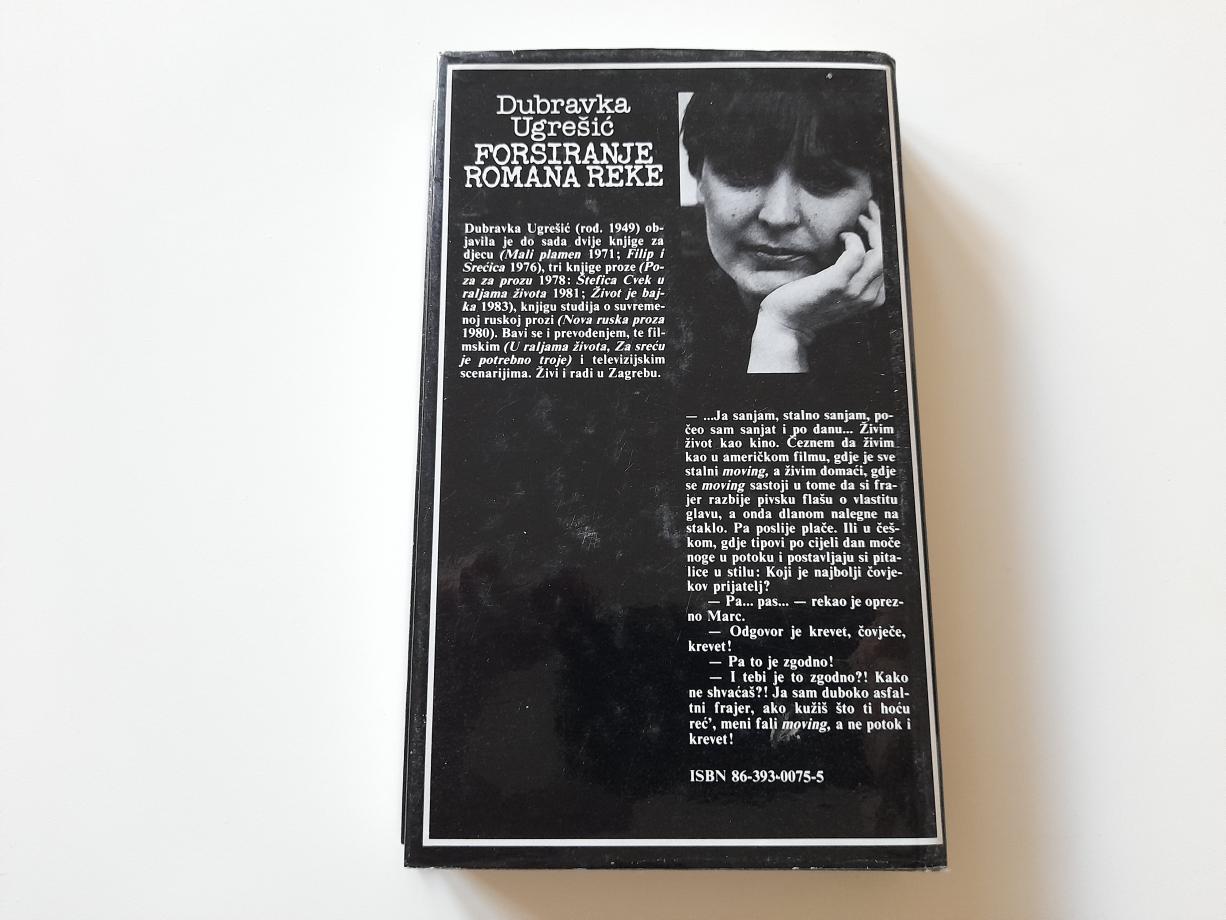 Dubravka
Ugrešić
FORSIRANJE
ROMANA REKE
Dubravka Ugrešić (rođ. 1949) ob-
javila je do sada dvije knjige za
djecu (Mali plamen 1971; Filip i
Srećica 1976), tri knjige proze (Po-
za za prozu 1978: Štefica Cvek u
raljama života 1981; Život je baj-
ka 1983), knjigu studija o suvreme-
noj ruskoj prozi (Nova ruska proza
1980). Bavi se i prevođenjem, te fil-
mskim (U raljama života, Za sreću
je potrebno troje) i televizijskim
scenarijima. Živi i radi u Zagrebu.
— ...Ja sanjam, stalno sanjam, po-
čeo sam sanjat i po danu... Živim
život kao kino. Čeznem da živim
kao u američkom filmu, gdje je sve
stalni moving, a živim domaći, gdje
se moving sastoji u tome da si fra-
jer razbije pivsku flašu o vlastitu
glavu, a onda dlanom nalegne na
staklo. Pa poslije plače. Ili u češ-
kom, gdje tipovi po cijeli dan moče
noge u potoku i postavljaju si pita-
lice u stilu: Koji je najbolji čovje-
kov prijatelj?
— Pa... pas... — rekao je oprez-
no Marc.
— Odgovor je krevet, čovječe,
krevet!
— Pa to je zgodno!
— I tebi je to zgodno?! Kako
ne shvaćaš?! Ja sam duboko asfal-
tni frajer, ako kužiš što ti hoću
reć’, meni fali moving, a ne potok i
krevet!
ISBN 86-393-0075-5